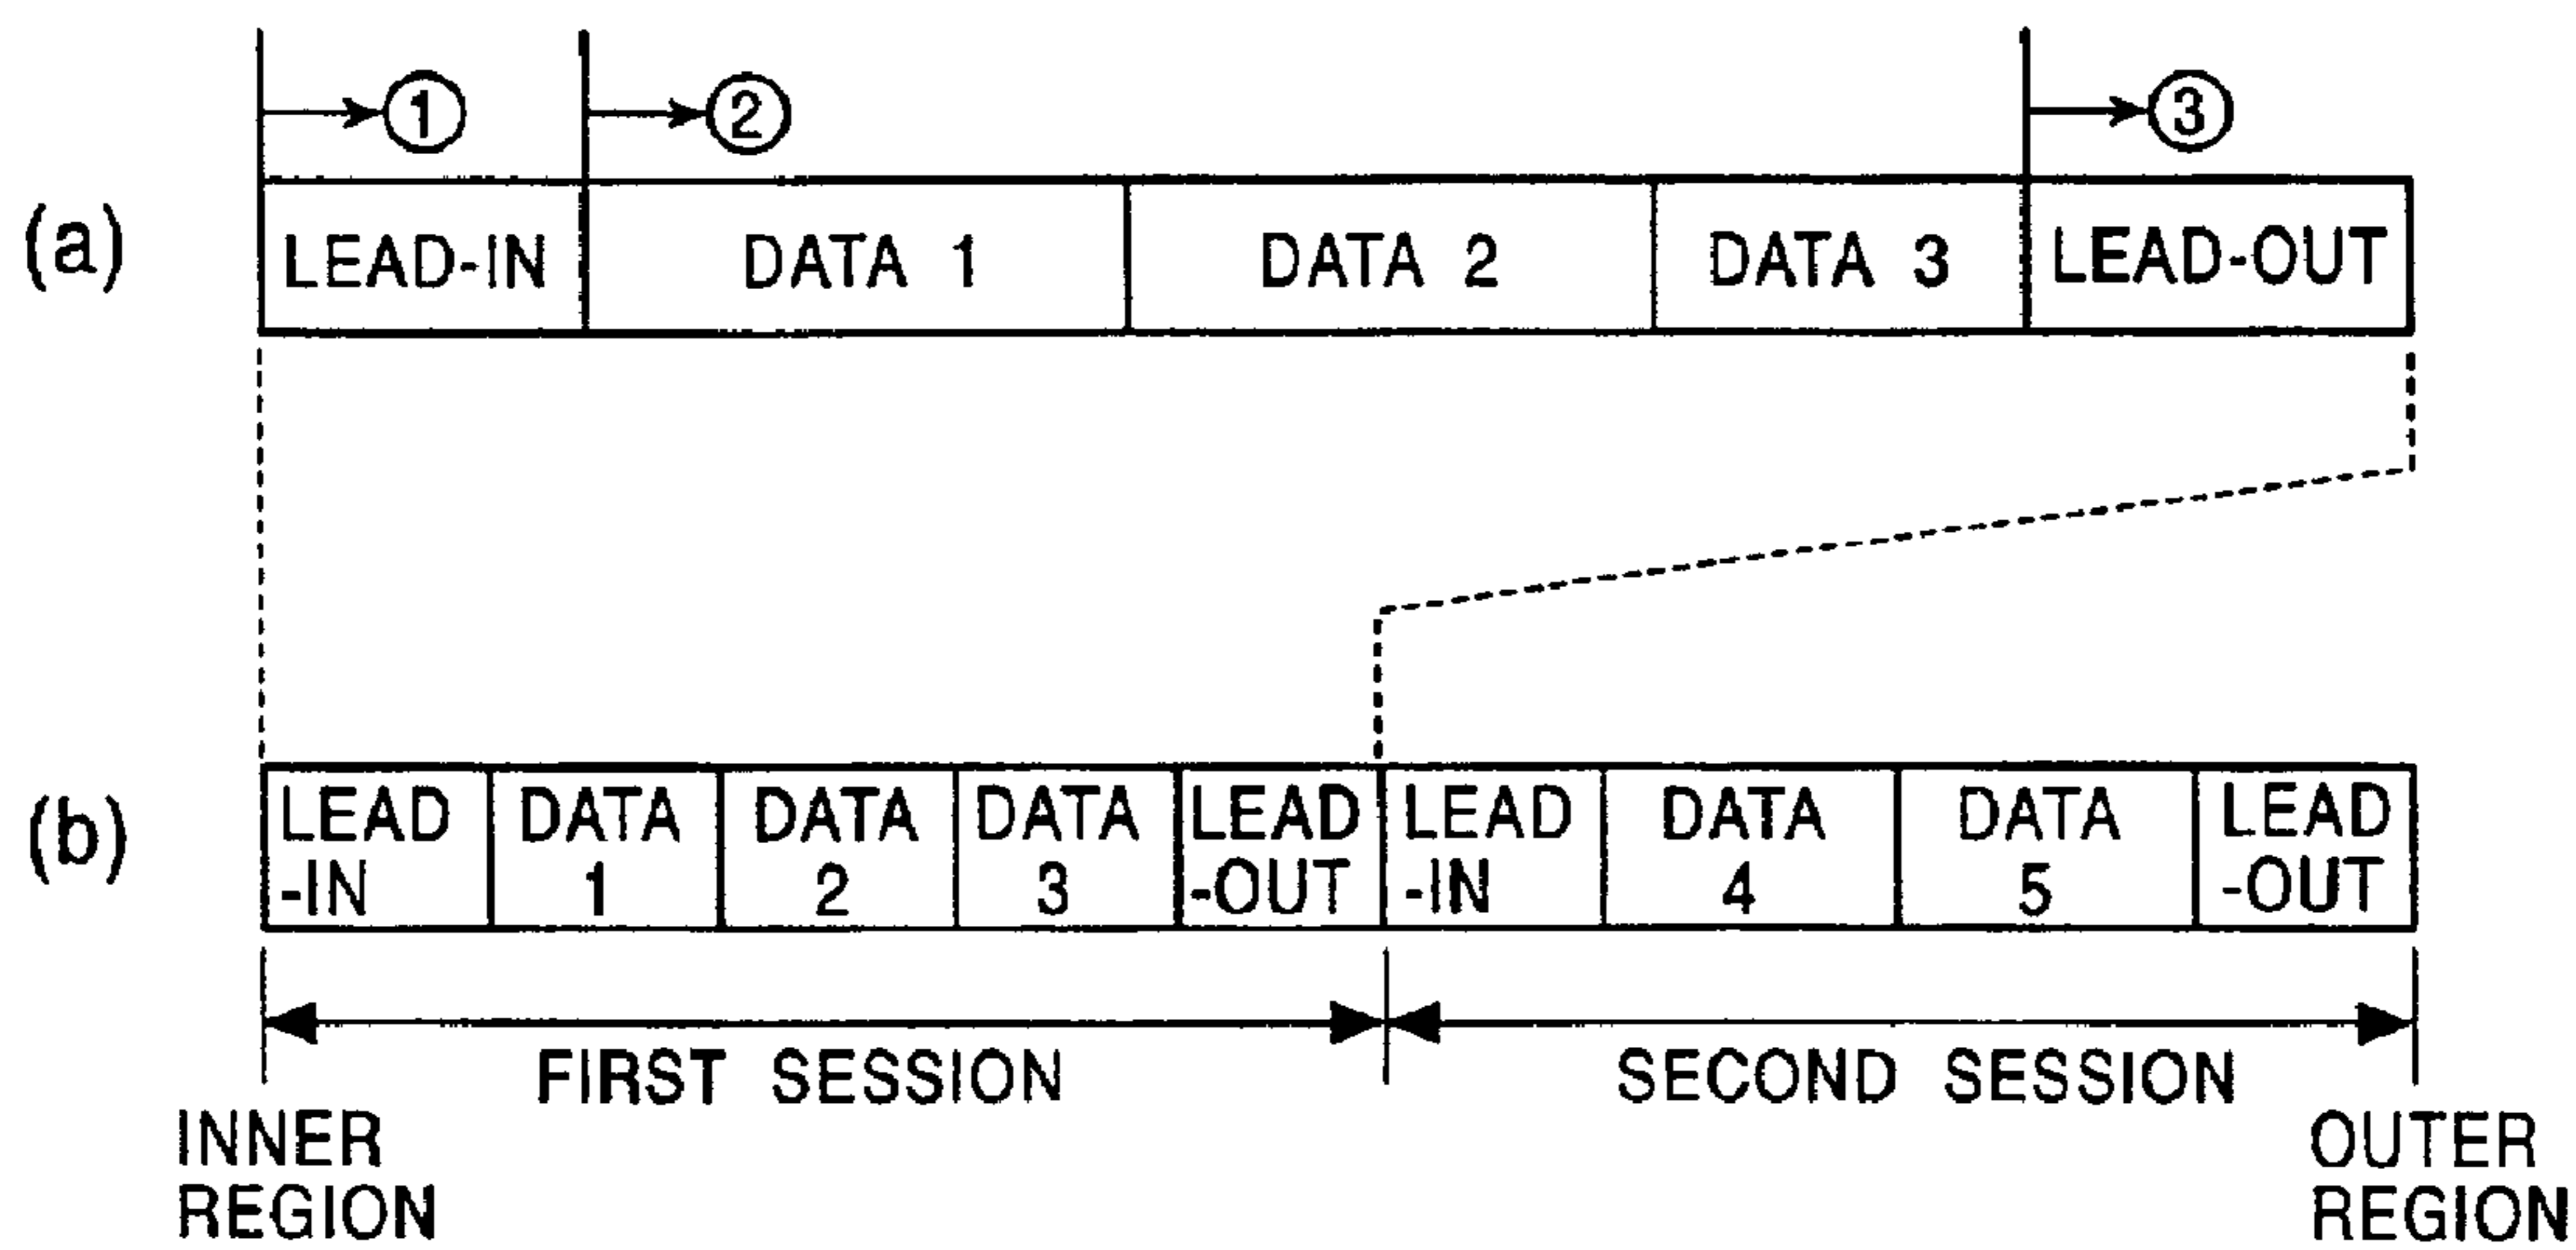 ① ② ③
(a) LEAD-IN DATA 1 DATA 2 DATA 3 LEAD-OUT
(b) LEAD -IN DATA 1 DATA 2 DATA 3 LEAD -OUT LEAD -IN DATA 4 DATA 5 LEAD -OUT
FIRST SESSION SECOND SESSION
INNER REGION OUTER REGION